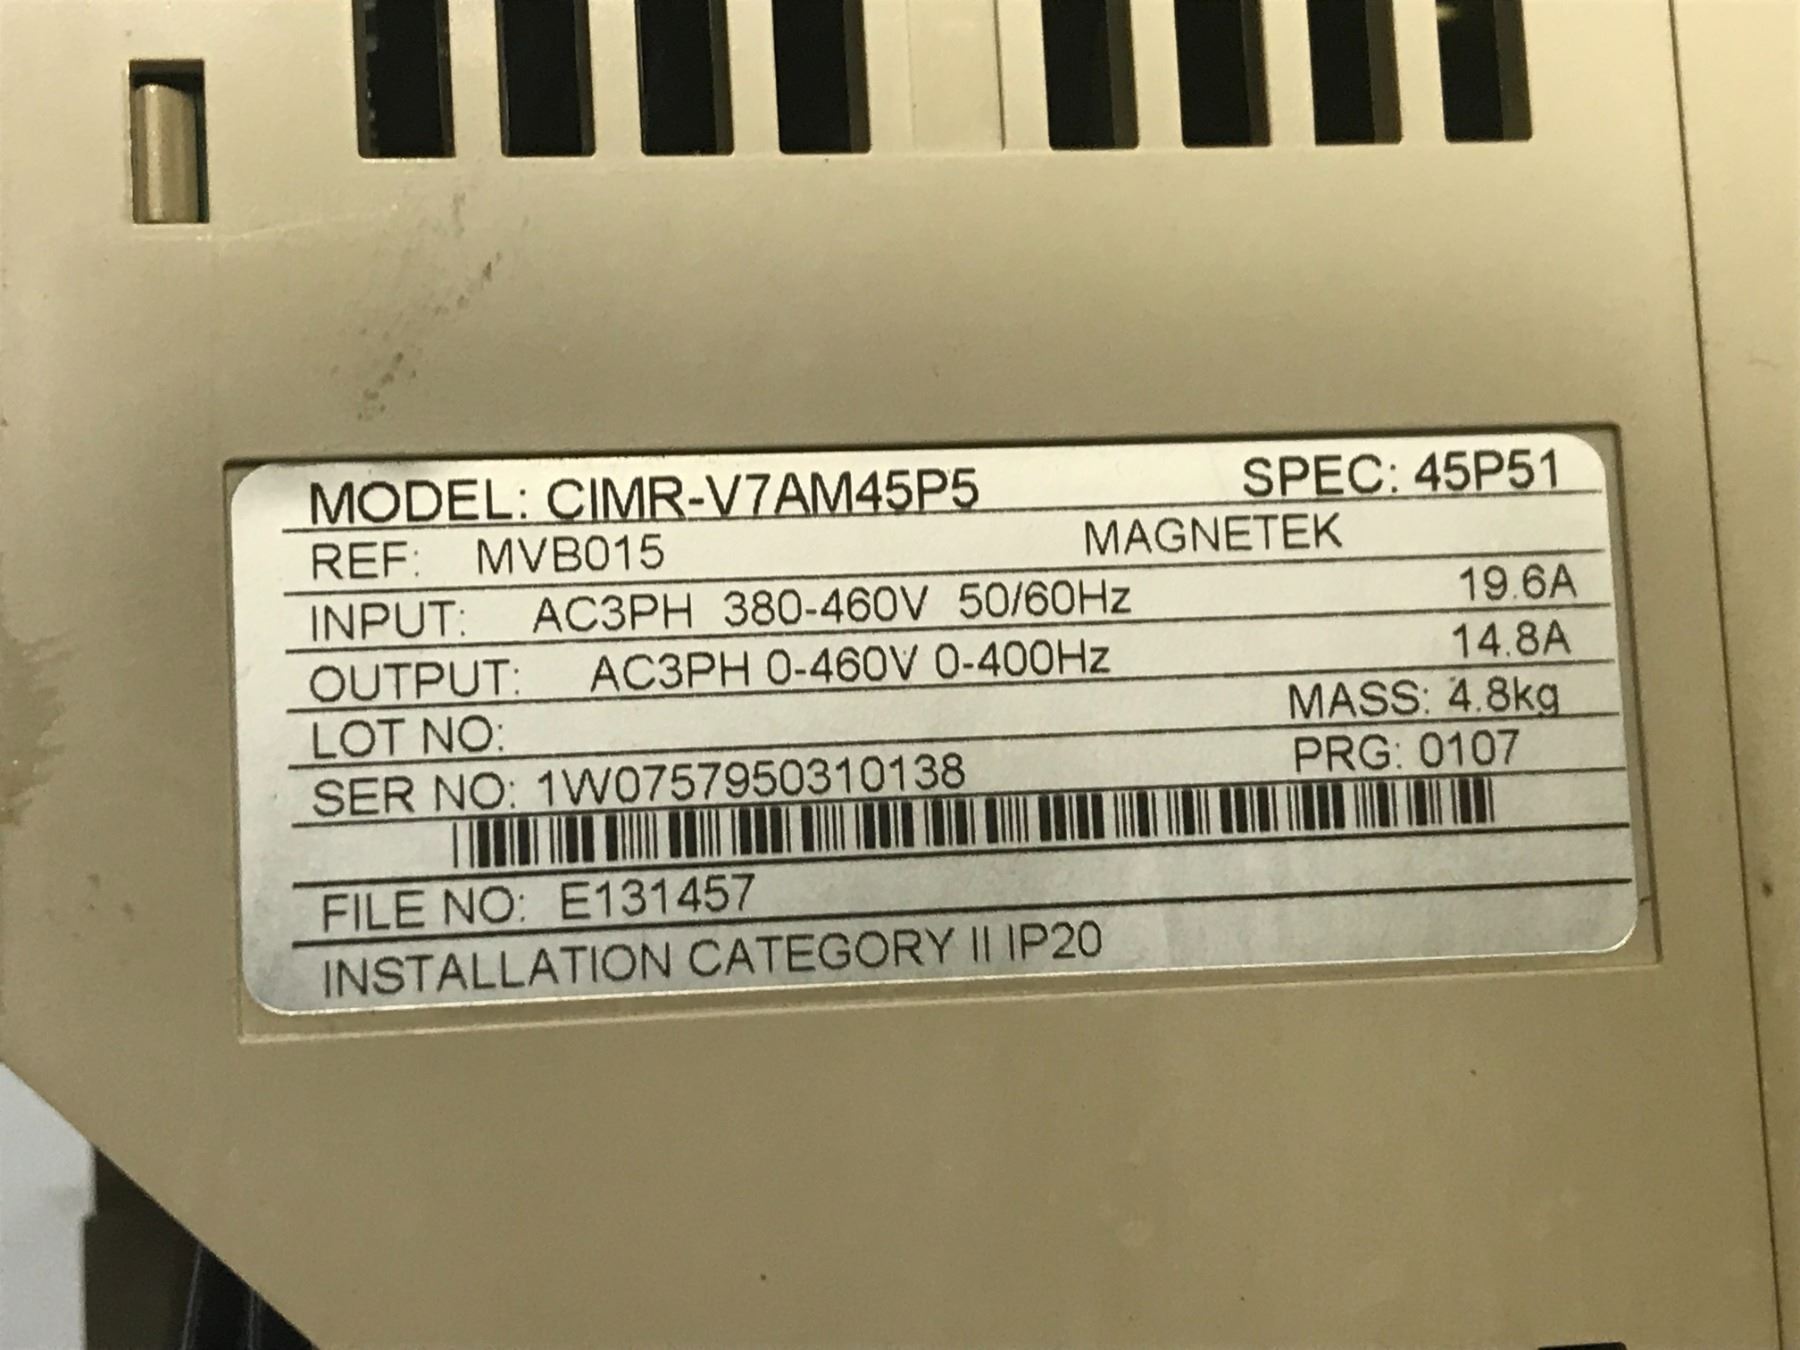 MODEL: CIMR-V7AM45P5 SPEC: 45P51
REF: MVB015 MAGNETEK
INPUT: AC3PH 380-460V 50/60Hz 19.6A
OUTPUT: AC3PH 0-460V 0-400Hz 14.8A
LOT NO: MASS: 4.8kg
SER NO: 1W0757950310138 PRG: 0107
FILE NO: E131457
INSTALLATION CATEGORY II IP20